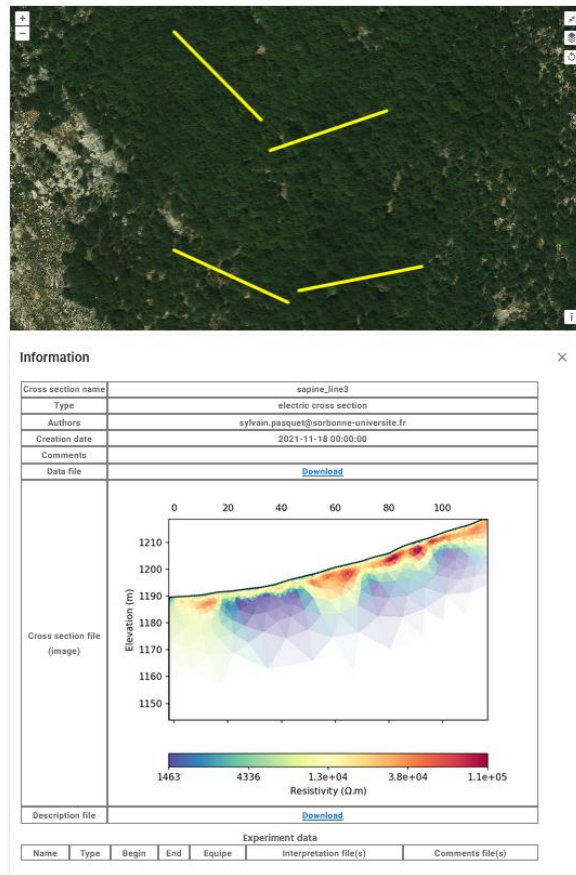 +
−
i
Information
×
Cross section name sapine_line3
Type electric cross section
Authors sylvain.pasquet@sorbonne-universite.fr
Creation date 2021-11-18 00:00:00
Comments
Data file Download
Cross section file
(image)
0 20 40 60 80 100
1210
1200
1190
1180
1170
1160
1150
Elevation (m)
1463 4336 1.3e+04 3.8e+04 1.1e+05
Resistivity (Ω.m)
Description file Download
Experiment data
Name Type Begin End Equipe Interpretation file(s) Comments file(s)